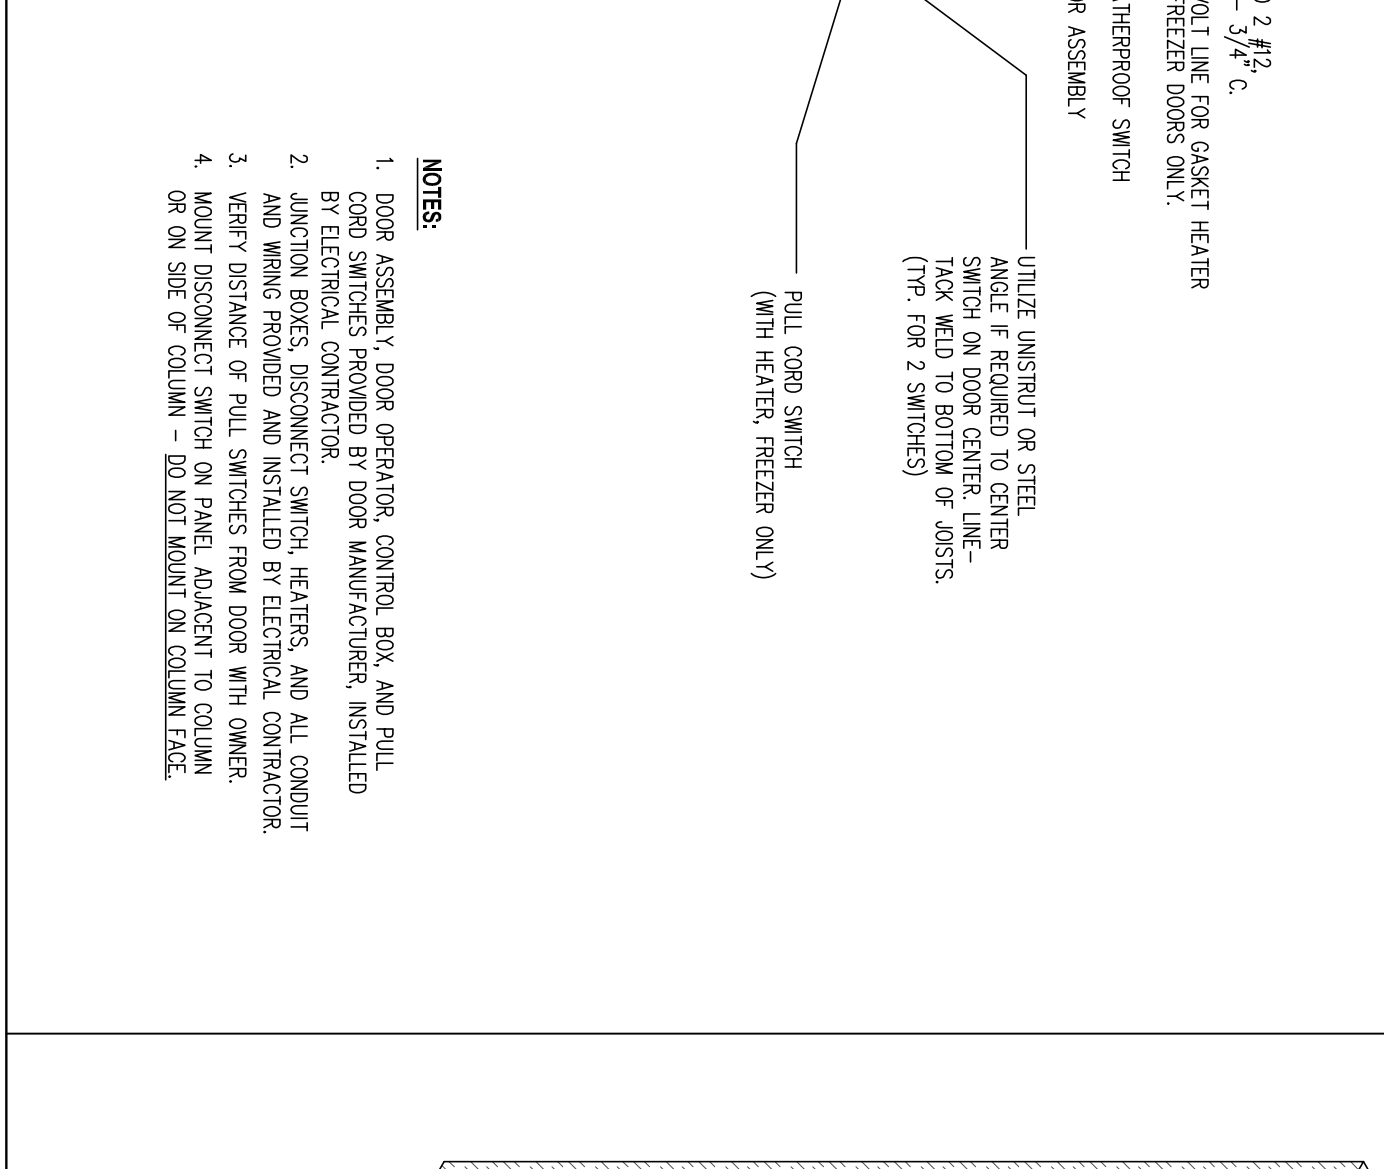 ) 2 #12,
3/4" C.
VOLT LINE FOR GASKET HEATER
FREEZER DOORS ONLY.
ATHERPROOF SWITCH
OR ASSEMBLY
UTILIZE UNISTRUT OR STEEL
ANGLE IF REQUIRED TO CENTER
SWITCH ON DOOR CENTER. LINE–
TACK WELD TO BOTTOM OF JOISTS.
(TYP. FOR 2 SWITCHES)
PULL CORD SWITCH
(WITH HEATER, FREEZER ONLY)
NOTES:
1. DOOR ASSEMBLY, DOOR OPERATOR, CONTROL BOX, AND PULL
CORD SWITCHES PROVIDED BY DOOR MANUFACTURER, INSTALLED
BY ELECTRICAL CONTRACTOR.
2. JUNCTION BOXES, DISCONNECT SWITCH, HEATERS, AND ALL CONDUIT
AND WIRING PROVIDED AND INSTALLED BY ELECTRICAL CONTRACTOR.
3. VERIFY DISTANCE OF PULL SWITCHES FROM DOOR WITH OWNER.
4. MOUNT DISCONNECT SWITCH ON PANEL ADJACENT TO COLUMN
OR ON SIDE OF COLUMN – DO NOT MOUNT ON COLUMN FACE.